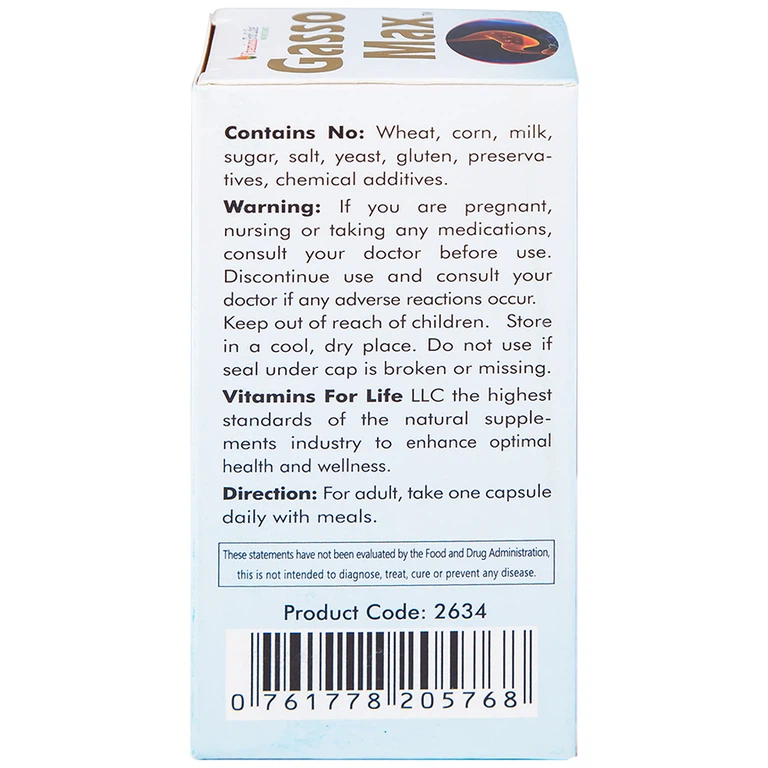 Gasso
Max™
Contains No: Wheat, corn, milk,
sugar, salt, yeast, gluten, preserva-
tives, chemical additives.
Warning: If you are pregnant,
nursing or taking any medications,
consult your doctor before use.
Discontinue use and consult your
doctor if any adverse reactions occur.
Keep out of reach of children. Store
in a cool, dry place. Do not use if
seal under cap is broken or missing.
Vitamins For Life LLC the highest
standards of the natural supple-
ments industry to enhance optimal
health and wellness.
Direction: For adult, take one capsule
daily with meals.
These statements have not been evaluated by the Food and Drug Administration,
this is not intended to diagnose, treat, cure or prevent any disease.
Product Code: 2634
0 761778 205768